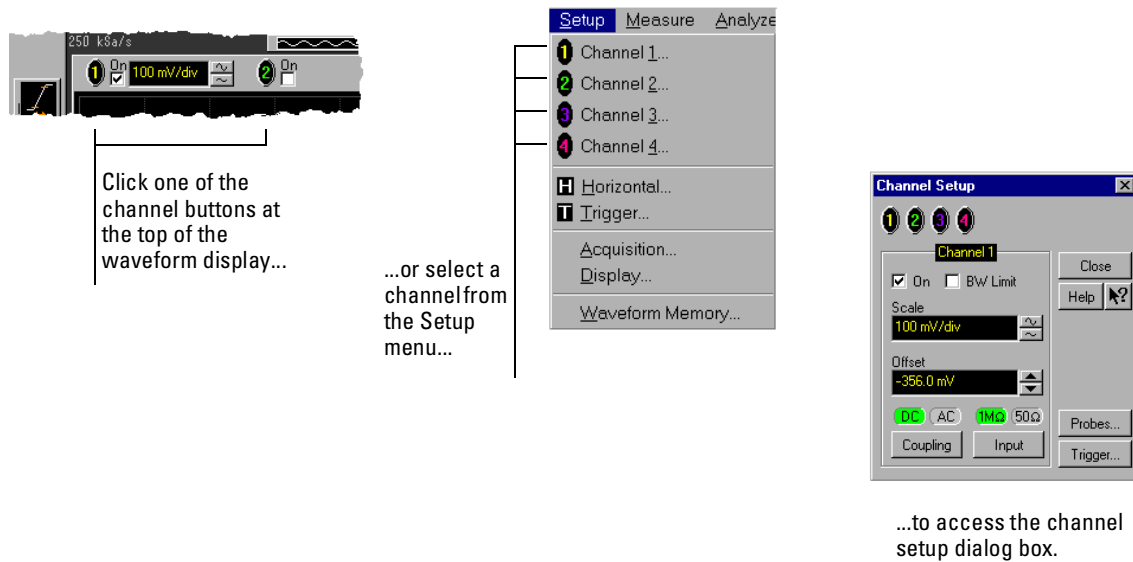 250 kSa/s
1 On 100 mV/div 2 On
Click one of the
channel buttons at
the top of the
waveform display...
...or select a
channel from
the Setup
menu...
Setup Measure Analyze
1 Channel 1...
2 Channel 2...
3 Channel 3...
4 Channel 4...
H Horizontal...
T Trigger...
Acquisition...
Display...
Waveform Memory...
Channel Setup
1 2 3 4
Channel 1
On BW Limit
Scale
100 mV/div
Offset
-356.0 mV
DC AC 1MΩ 50Ω
Coupling Input
Close
Help ?
Probes...
Trigger...
...to access the channel
setup dialog box.